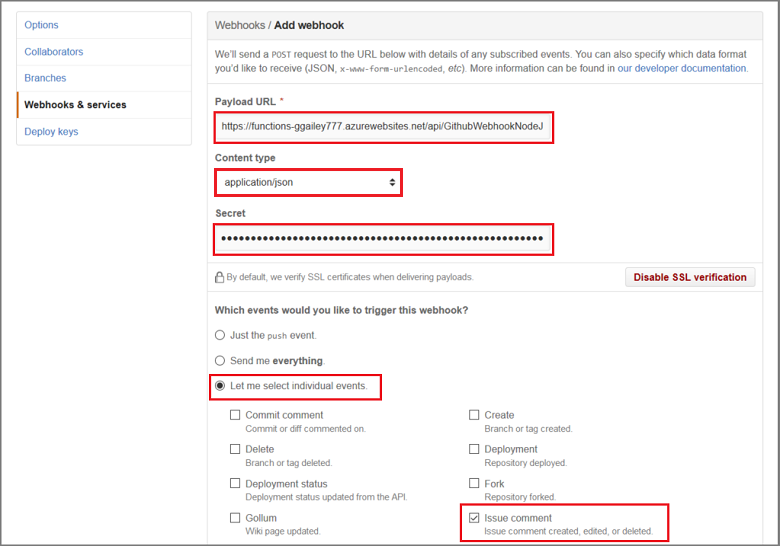 Options
Collaborators
Branches
Webhooks & services
Deploy keys
Webhooks / Add webhook
We'll send a POST request to the URL below with details of any subscribed events. You can also specify which data format
you'd like to receive (JSON, x-www-form-urlencoded, etc). More information can be found in our developer documentation.
Payload URL *
https://functions-ggailey777.azurewebsites.net/api/GithubWebhookNodeJ
Content type
application/json
Secret
By default, we verify SSL certificates when delivering payloads.
Disable SSL verification
Which events would you like to trigger this webhook?
Just the push event.
Send me everything.
Let me select individual events.
Commit comment
Commit or diff commented on.
Create
Branch or tag created.
Delete
Branch or tag deleted.
Deployment
Repository deployed.
Deployment status
Deployment status updated from the API.
Fork
Repository forked.
Gollum
Wiki page updated.
Issue comment
Issue comment created, edited, or deleted.